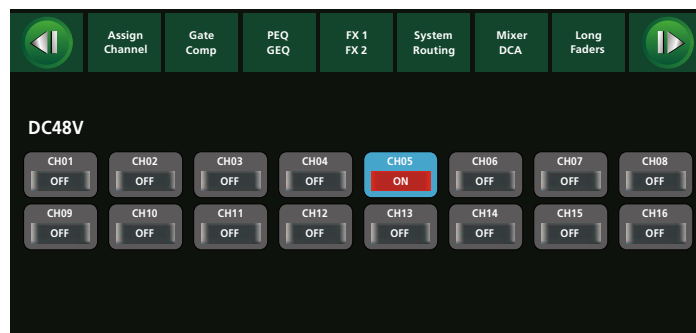 Assign Channel
Gate Comp
PEQ GEQ
FX 1 FX 2
System Routing
Mixer DCA
Long Faders
DC48V
CH01 CH02 CH03 CH04 CH05 CH06 CH07 CH08
OFF OFF OFF OFF ON OFF OFF OFF
CH09 CH10 CH11 CH12 CH13 CH14 CH15 CH16
OFF OFF OFF OFF OFF OFF OFF OFF